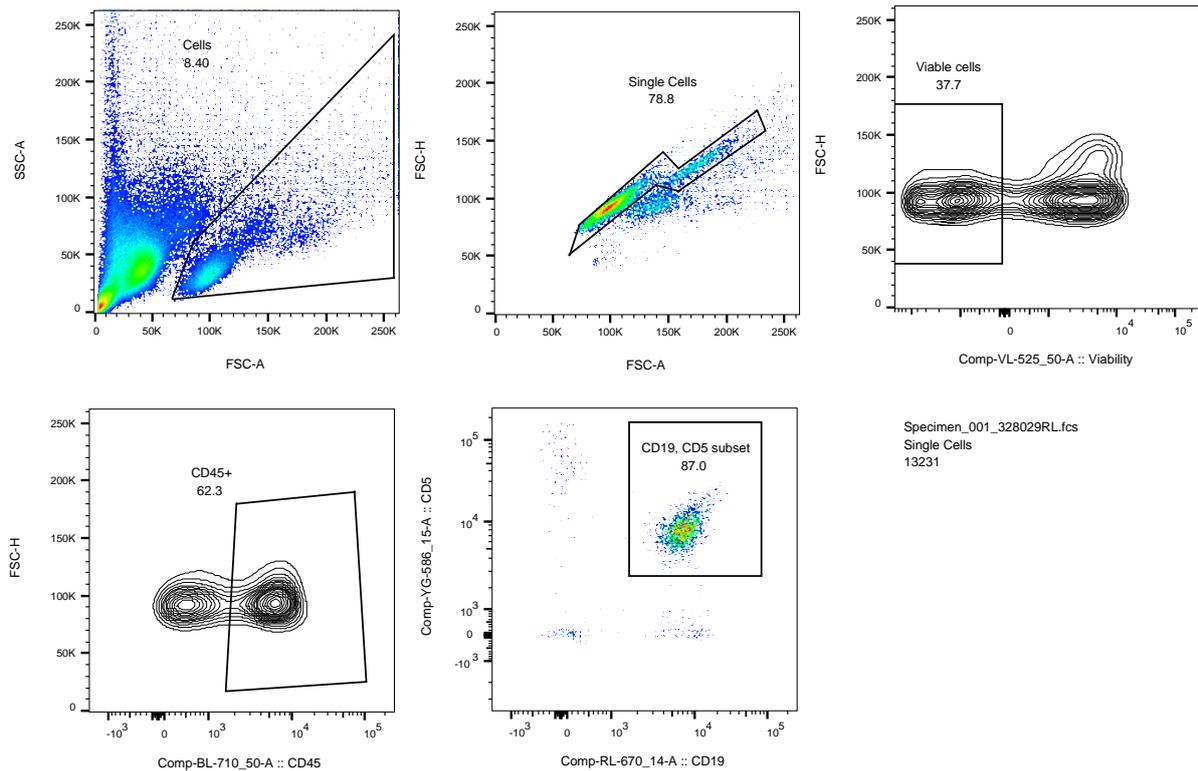 250K
200K
150K
100K
50K
0
SSC-A
Cells
8.40
0
50K
100K
150K
200K
250K
FSC-A
250K
200K
150K
100K
50K
0
FSC-H
Single Cells
78.8
0
50K
100K
150K
200K
250K
FSC-A
250K
200K
150K
100K
50K
0
FSC-H
Viable cells
37.7
0
10^4
10^5
Comp-VL-525_50-A :: Viability
250K
200K
150K
100K
50K
0
FSC-H
CD45+
62.3
-10^3
0
10^3
10^4
10^5
Comp-BL-710_50-A :: CD45
10^5
10^4
10^3
0
-10^3
Comp-YG-586_15-A :: CD5
CD19, CD5 subset
87.0
-10^3
0
10^3
10^4
10^5
Comp-RL-670_14-A :: CD19
Specimen_001_328029RL.fcs
Single Cells
13231